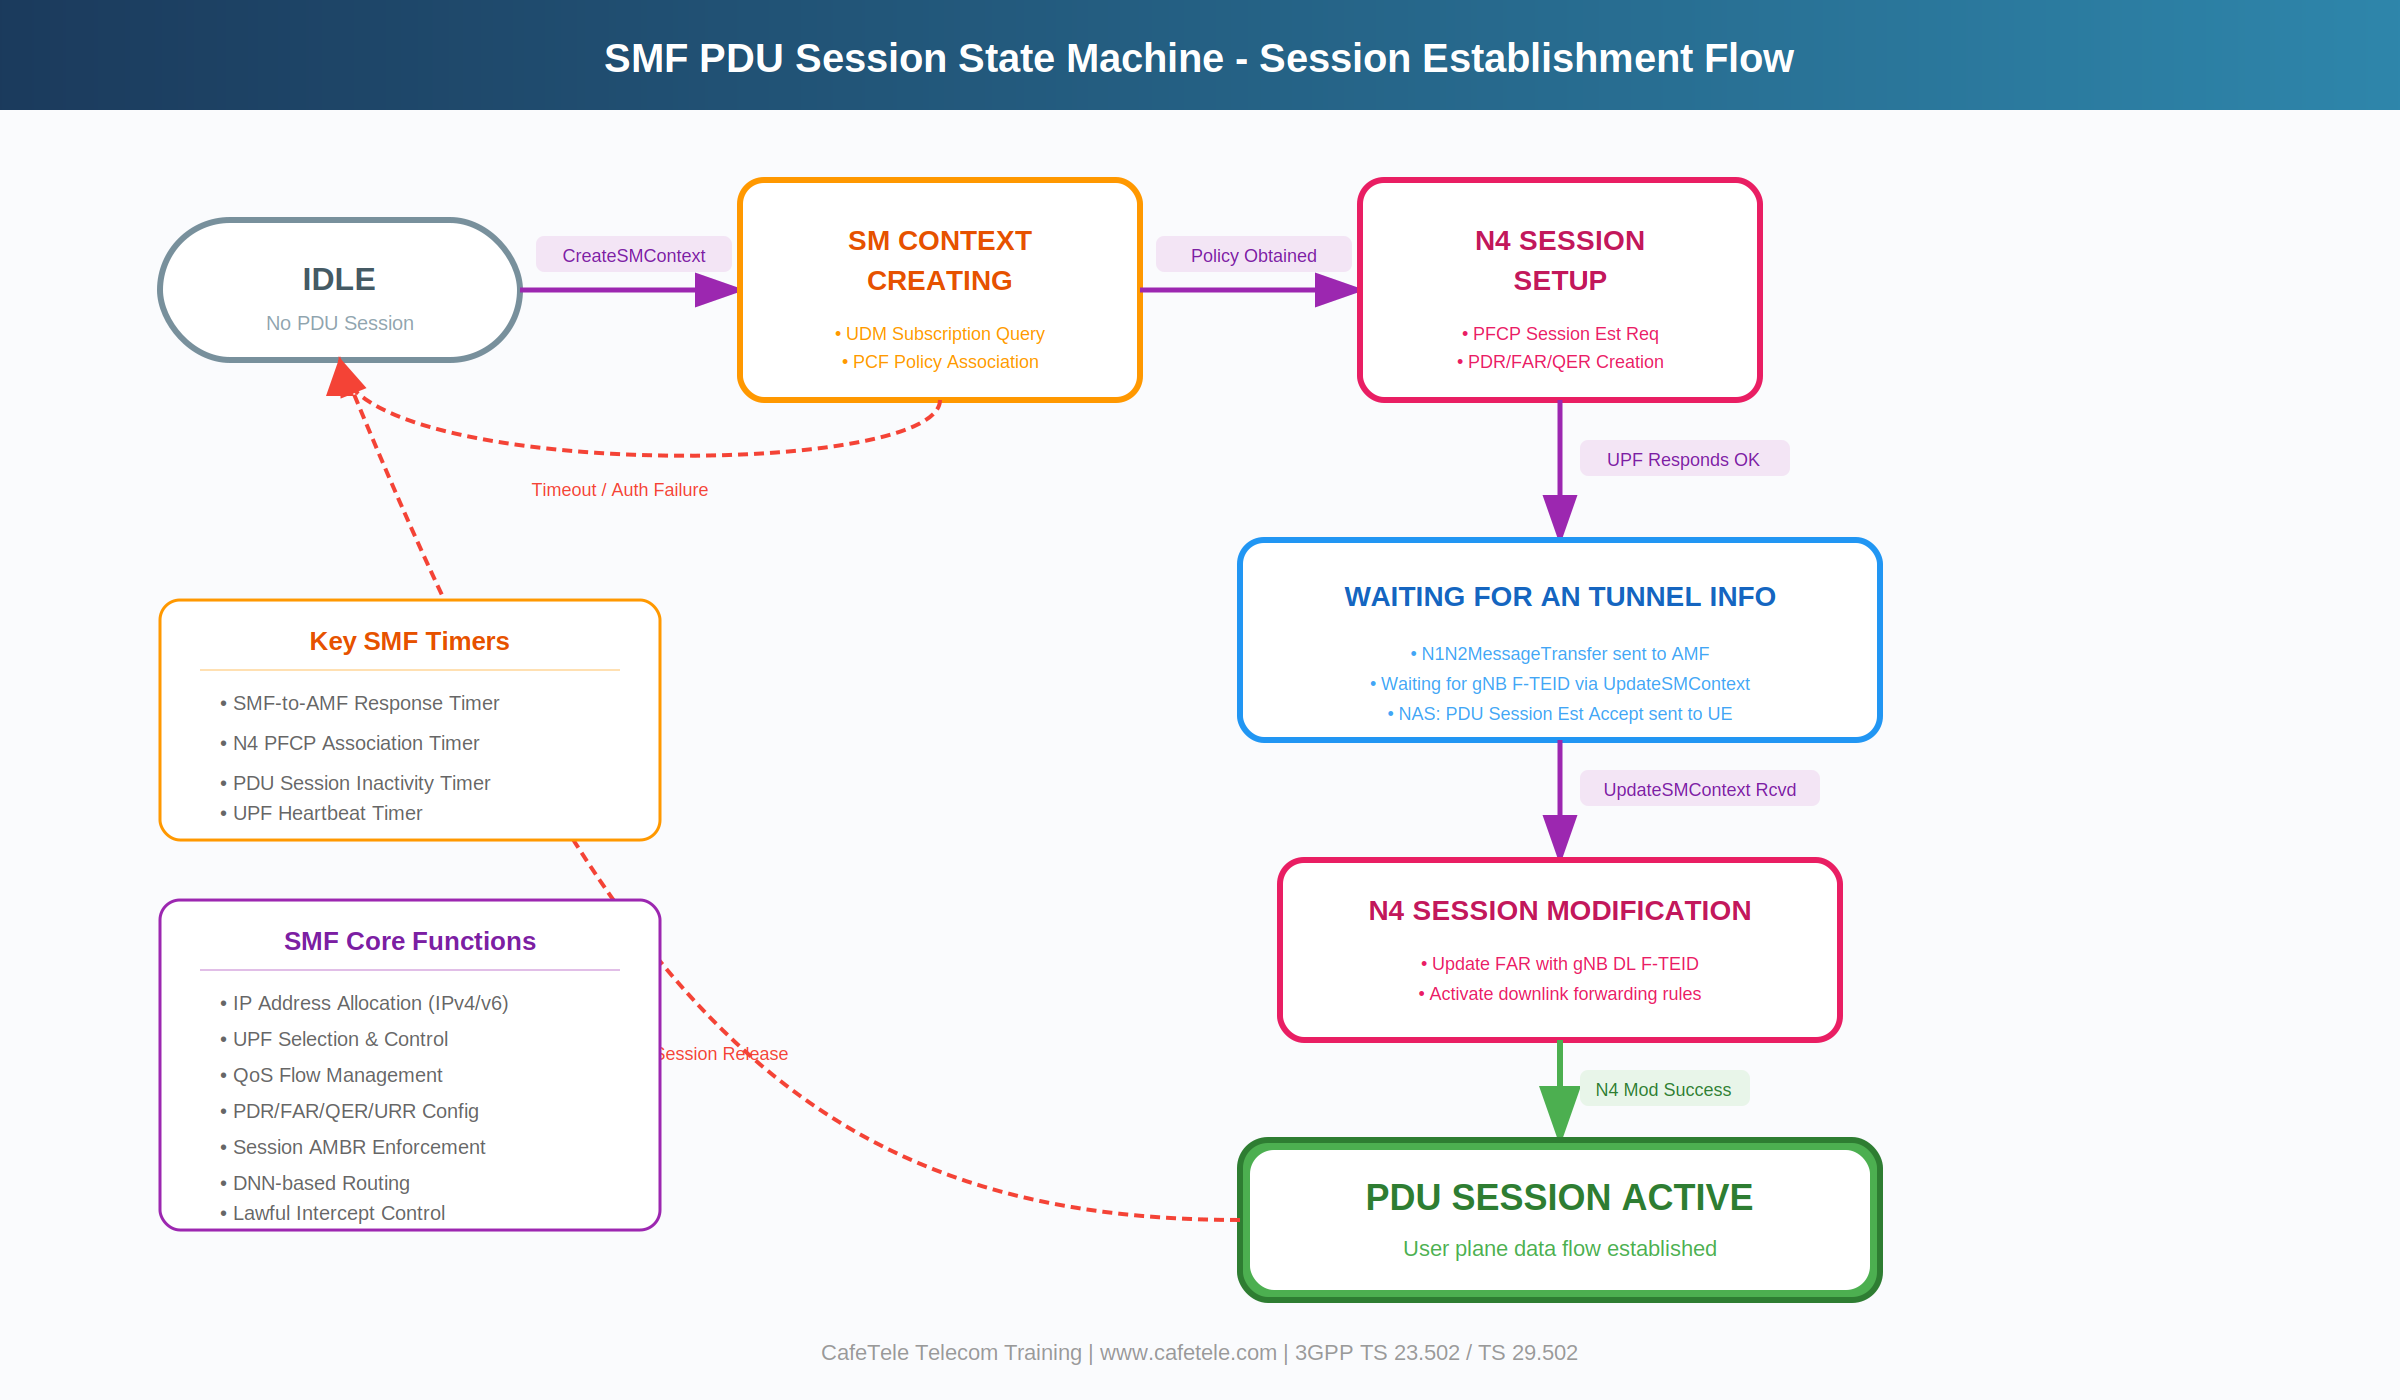 SMF PDU Session State Machine - Session Establishment Flow
IDLE
No PDU Session
CreateSMContext
SM CONTEXT
CREATING
• UDM Subscription Query
• PCF Policy Association
Policy Obtained
N4 SESSION
SETUP
• PFCP Session Est Req
• PDR/FAR/QER Creation
Timeout / Auth Failure
UPF Responds OK
WAITING FOR AN TUNNEL INFO
• N1N2MessageTransfer sent to AMF
• Waiting for gNB F-TEID via UpdateSMContext
• NAS: PDU Session Est Accept sent to UE
UpdateSMContext Rcvd
N4 SESSION MODIFICATION
• Update FAR with gNB DL F-TEID
• Activate downlink forwarding rules
N4 Mod Success
PDU SESSION ACTIVE
User plane data flow established
Key SMF Timers
• SMF-to-AMF Response Timer
• N4 PFCP Association Timer
• PDU Session Inactivity Timer
• UPF Heartbeat Timer
SMF Core Functions
• IP Address Allocation (IPv4/v6)
• UPF Selection & Control
• QoS Flow Management
• PDR/FAR/QER/URR Config
• Session AMBR Enforcement
• DNN-based Routing
• Lawful Intercept Control
Session Release
CafeTele Telecom Training | www.cafetele.com | 3GPP TS 23.502 / TS 29.502